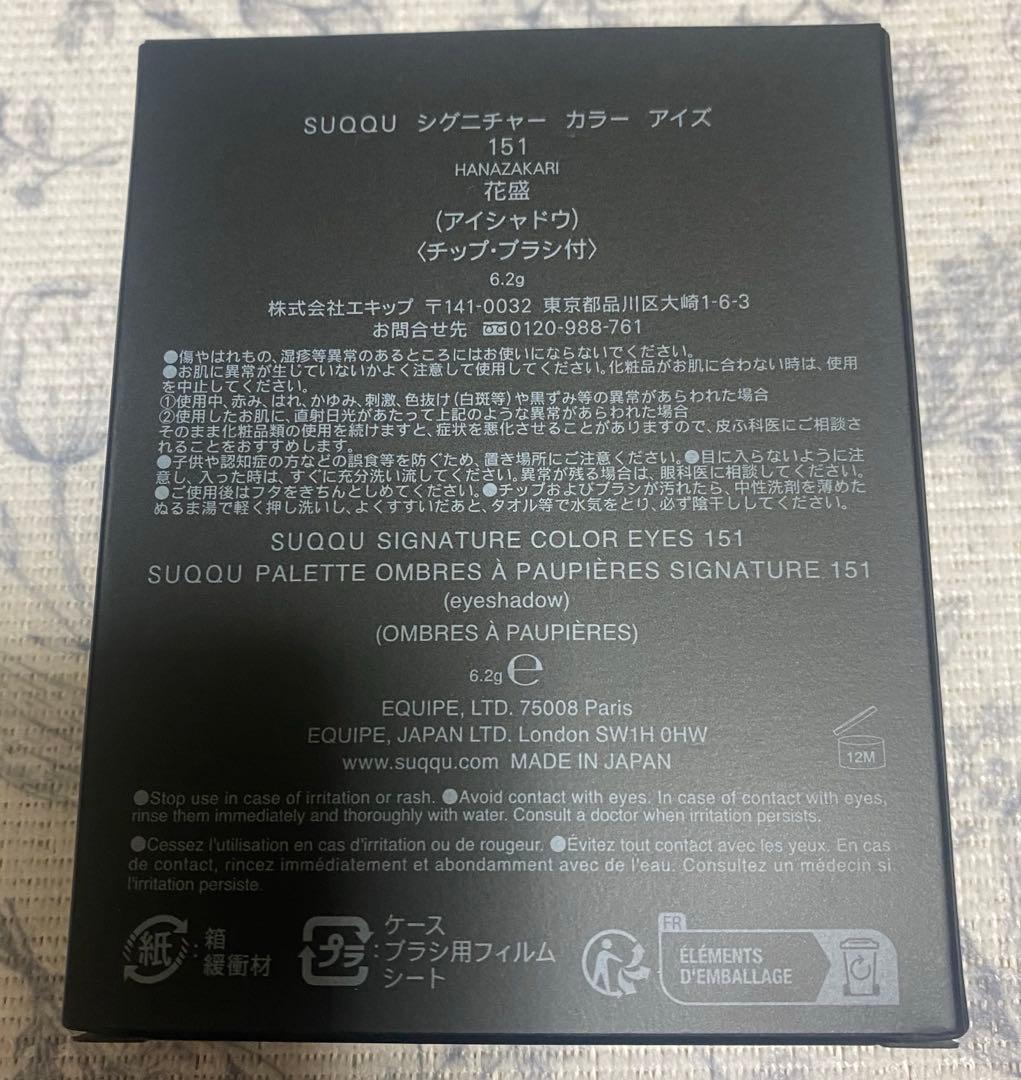 SUQQU シグニチャー カラー アイズ
151
HANAZAKARI
花盛
(アイシャドウ)
〈チップ・ブラシ付〉
6.2g
株式会社エキップ 〒141-0032 東京都品川区大崎1-6-3
お問合せ先 0120-988-761
●傷やはれもの、湿疹等異常のあるところにはお使いにならないでください。
●お肌に異常が生じていないかよく注意して使用してください。化粧品がお肌に合わない時は、使用
を中止してください。
①使用中、赤み、はれ、かゆみ、刺激、色抜け(白斑等)や黒ずみ等の異常があらわれた場合
②使用したお肌に、直射日光があたって上記のような異常があらわれた場合
そのまま化粧品類の使用を続けますと、症状を悪化させることがありますので、皮ふ科医にご相談さ
れることをおすすめします。
●子供や認知症の方などの誤食等を防ぐため、置き場所にご注意ください。●目に入らないように注
意し、入った時は、すぐに充分洗い流してください。異常が残る場合は、眼科医に相談してください。
●ご使用後はフタをきちんとしめてください。●チップおよびブラシが汚れたら、中性洗剤を薄めた
ぬるま湯で軽く押し洗いし、よくすすいだあと、タオル等で水気をとり、必ず陰干ししてください。
SUQQU SIGNATURE COLOR EYES 151
SUQQU PALETTE OMBRES À PAUPIÈRES SIGNATURE 151
(eyeshadow)
(OMBRES À PAUPIÈRES)
6.2g ℮
EQUIPE, LTD. 75008 Paris
EQUIPE, JAPAN LTD. London SW1H 0HW
www.suqqu.com MADE IN JAPAN
12M
●Stop use in case of irritation or rash. ●Avoid contact with eyes. In case of contact with eyes,
rinse them immediately and thoroughly with water. Consult a doctor when irritation persists.
●Cessez l'utilisation en cas d'irritation ou de rougeur. ●Évitez tout contact avec les yeux. En cas
de contact, rincez immédiatement et abondamment avec de l'eau. Consultez un médecin si
l'irritation persiste.
紙:箱
緩衝材
プラ:ケース
ブラシ用フィルム
シート
FR
ÉLÉMENTS
D'EMBALLAGE